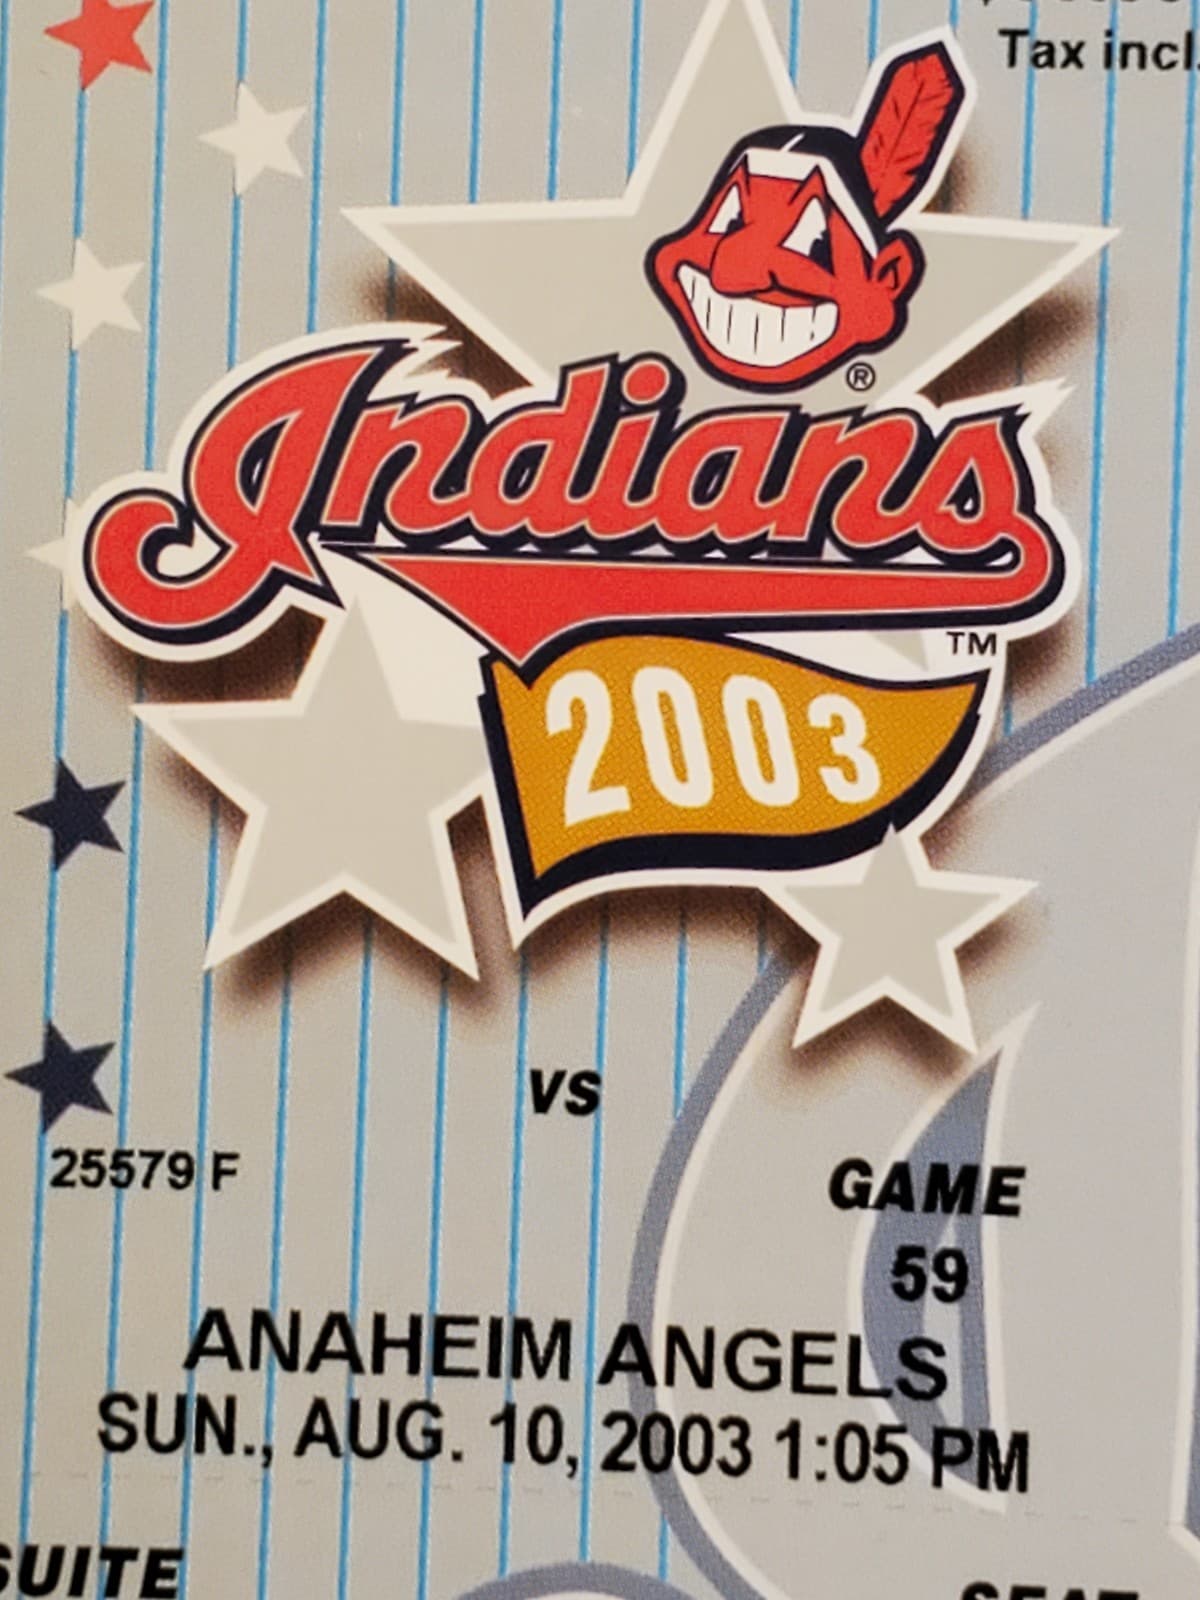 Tax incl.
®
Indians
TM
2003
VS
25579 F
GAME
59
ANAHEIM ANGELS
SUN., AUG. 10, 2003 1:05 PM
SUITE
SEAT